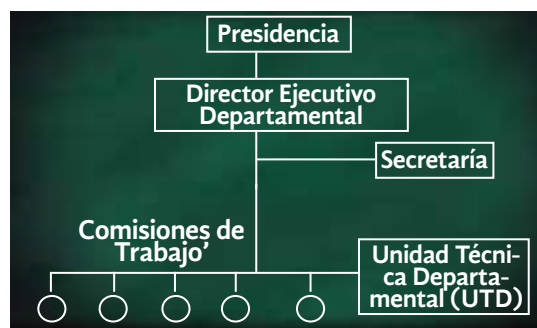 Presidencia
Director Ejecutivo
Departamental
Secretaría
Comisiones de
Trabajo’
Unidad Técni-
ca Departa-
mental (UTD)